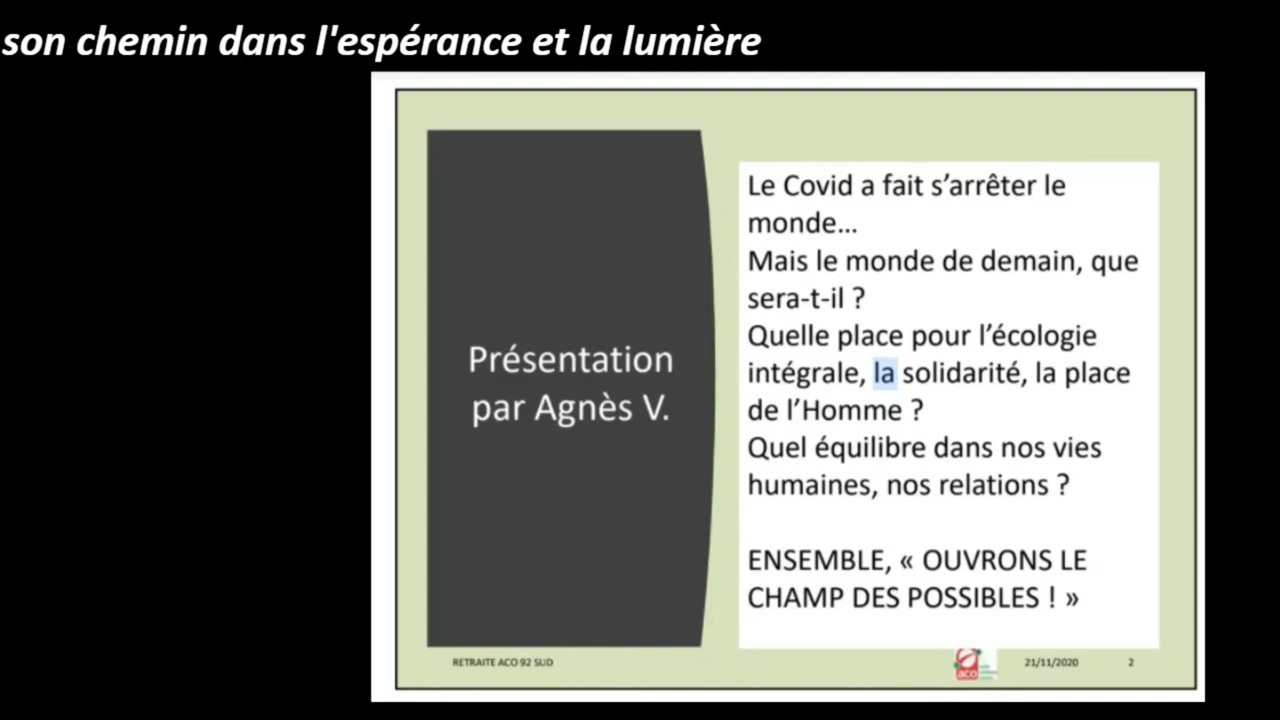 son chemin dans l'espérance et la lumière
Présentation
par Agnès V.
Le Covid a fait s’arrêter le
monde…
Mais le monde de demain, que
sera-t-il ?
Quelle place pour l’écologie
intégrale, la solidarité, la place
de l’Homme ?
Quel équilibre dans nos vies
humaines, nos relations ?
ENSEMBLE, « OUVRONS LE
CHAMP DES POSSIBLES ! »
RETRAITE ACO 92 SUD
aco
21/11/2020
2